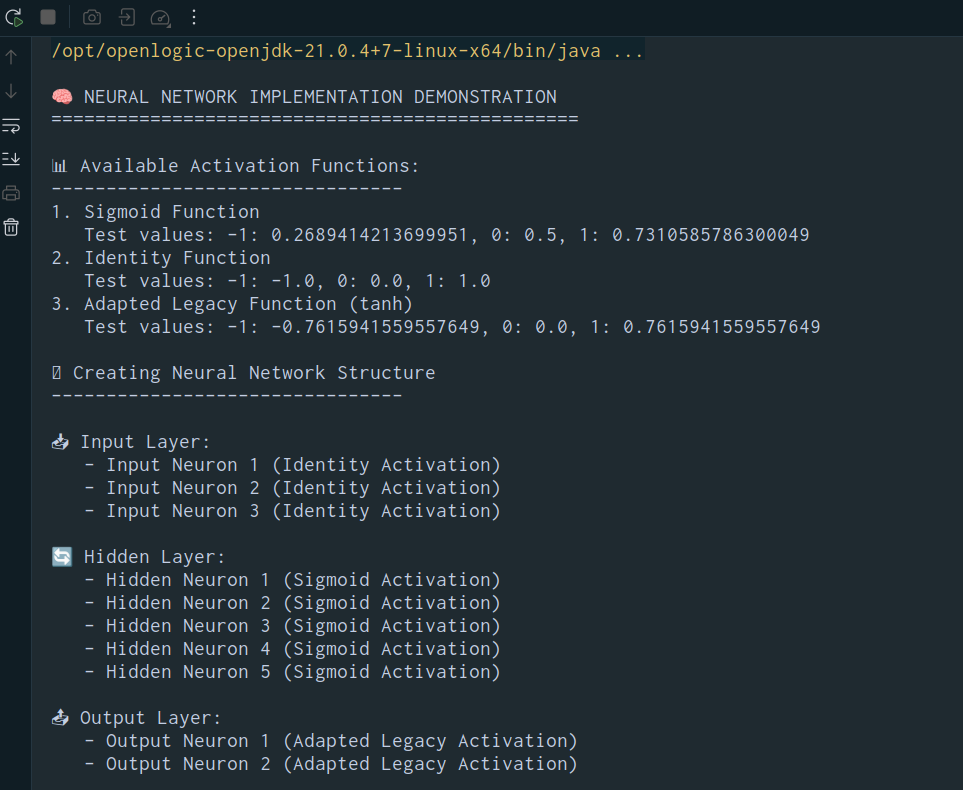 /opt/openlogic-openjdk-21.0.4+7-linux-x64/bin/java ...
🧠 NEURAL NETWORK IMPLEMENTATION DEMONSTRATION
================================================
📊 Available Activation Functions:
--------------------------------
1. Sigmoid Function
Test values: -1: 0.2689414213699951, 0: 0.5, 1: 0.7310585786300049
2. Identity Function
Test values: -1: -1.0, 0: 0.0, 1: 1.0
3. Adapted Legacy Function (tanh)
Test values: -1: -0.7615941559557649, 0: 0.0, 1: 0.7615941559557649
Creating Neural Network Structure
--------------------------------
📥 Input Layer:
- Input Neuron 1 (Identity Activation)
- Input Neuron 2 (Identity Activation)
- Input Neuron 3 (Identity Activation)
🔄 Hidden Layer:
- Hidden Neuron 1 (Sigmoid Activation)
- Hidden Neuron 2 (Sigmoid Activation)
- Hidden Neuron 3 (Sigmoid Activation)
- Hidden Neuron 4 (Sigmoid Activation)
- Hidden Neuron 5 (Sigmoid Activation)
📤 Output Layer:
- Output Neuron 1 (Adapted Legacy Activation)
- Output Neuron 2 (Adapted Legacy Activation)